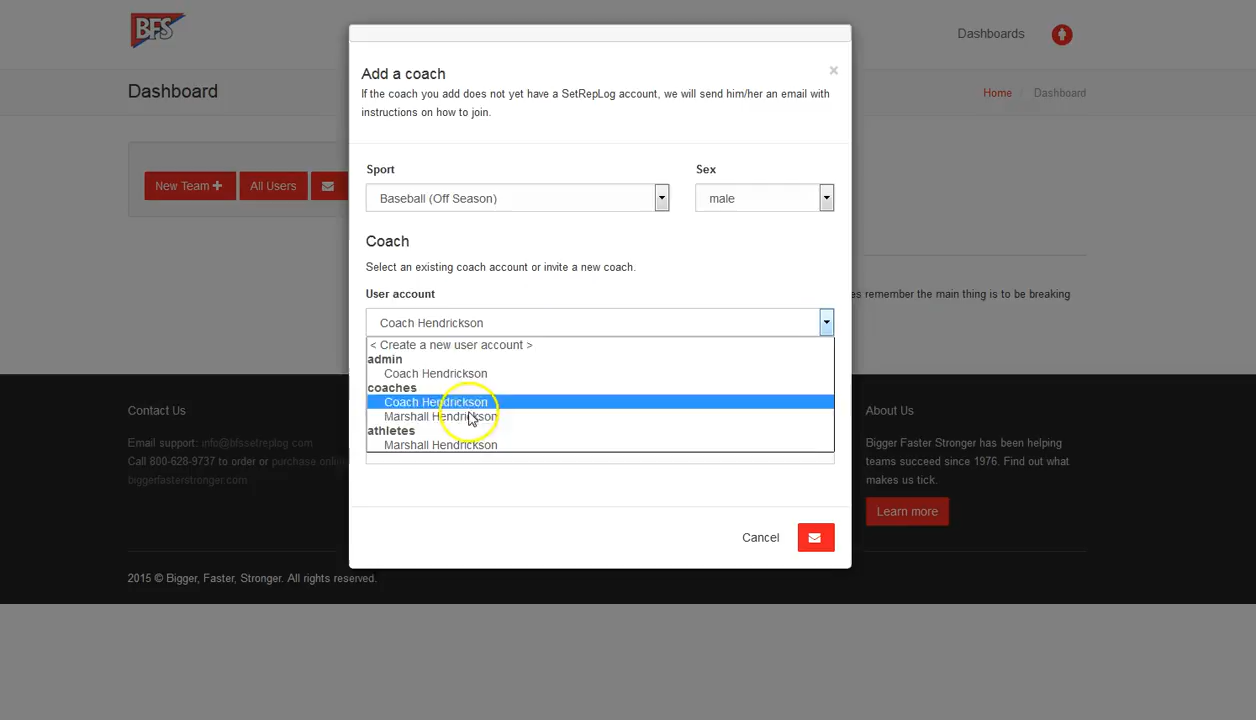 BFS
Dashboards
Dashboard
Home
Dashboard
New Team
All Users
Add a coach
×
If the coach you add does not yet have a SetRepLog account, we will send him/her an email with
instructions on how to join.
Sport
Sex
Baseball (Off Season)
male
Coach
Select an existing coach account or invite a new coach.
User account
es remember the main thing is to be breaking
Coach Hendrickson
< Create a new user account >
admin
Coach Hendrickson
coaches
Coach Hendrickson
Marshall Hendrickson
athletes
Marshall Hendrickson
Cancel
Contact Us
Email support: info@bfssetreplog.com
Call 800-628-9737 to order or purchase online
biggerfasterstronger.com
About Us
Bigger Faster Stronger has been helping
teams succeed since 1976. Find out what
makes us tick.
Learn more
2015 © Bigger, Faster, Stronger. All rights reserved.